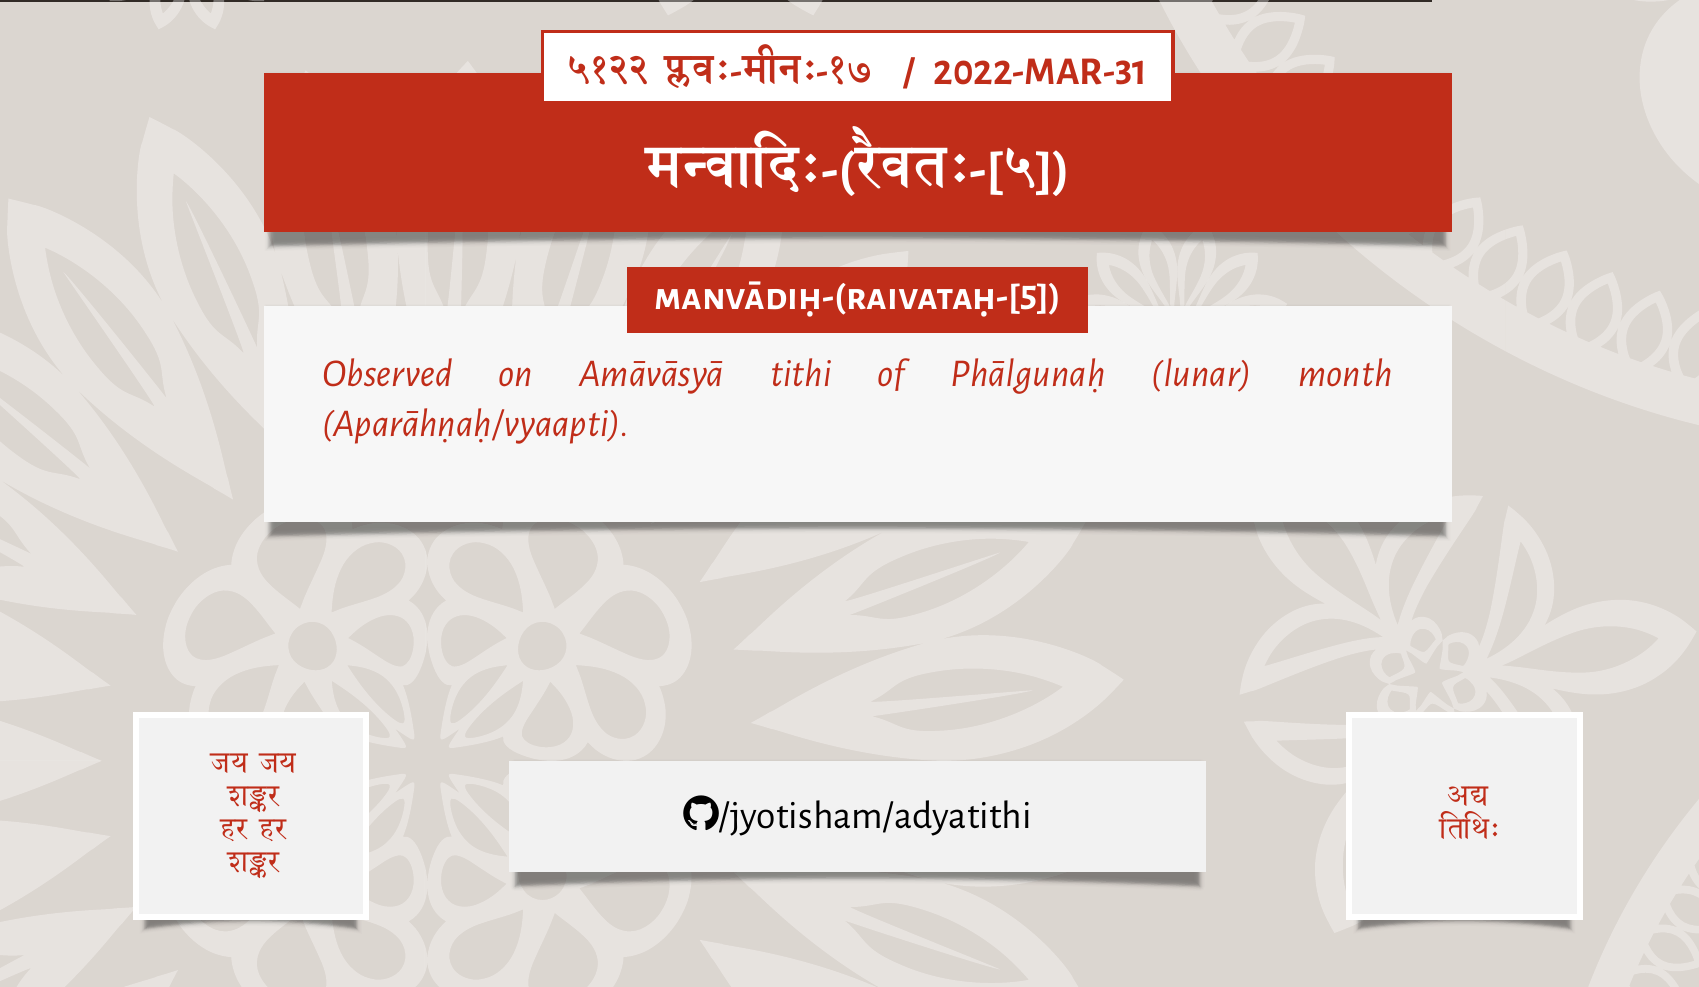 ५१२२ प्लवः-मीनः-१७ / 2022-MAR-31
मन्वादिः-(रैवतः-[५])
MANVĀDIḤ-(RAIVATAḤ-[5])
Observed on Amāvāsyā tithi of Phālgunaḥ (lunar) month
(Aparāhṇaḥ/vyaapti).
जय जय
शङ्कर
हर हर
शङ्कर
/jyotisham/adyatithi
अद्य
तिथिः